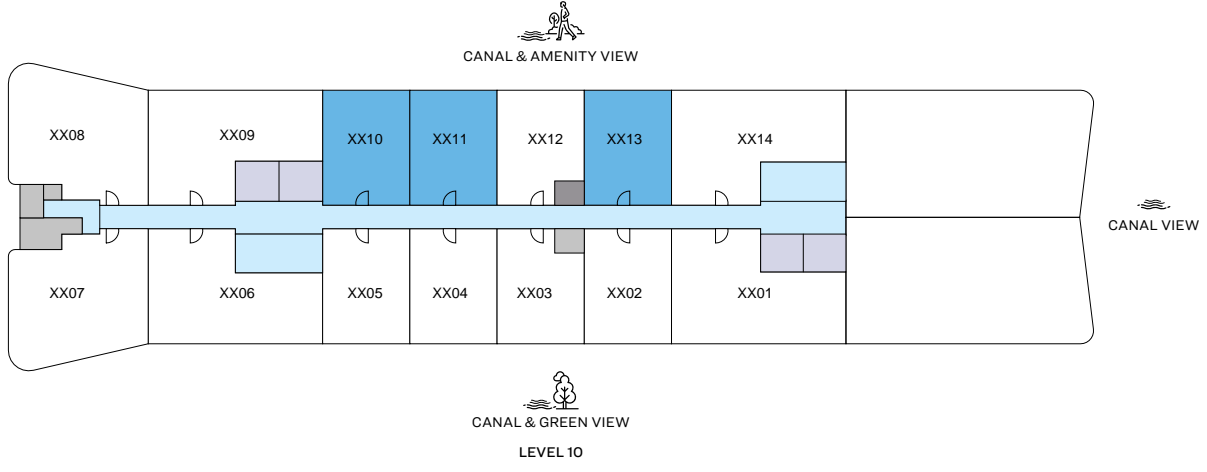 CANAL & AMENITY VIEW
XX08
XX09
XX10
XX11
XX12
XX13
XX14
CANAL VIEW
XX07
XX06
XX05
XX04
XX03
XX02
XX01
CANAL & GREEN VIEW
LEVEL 10